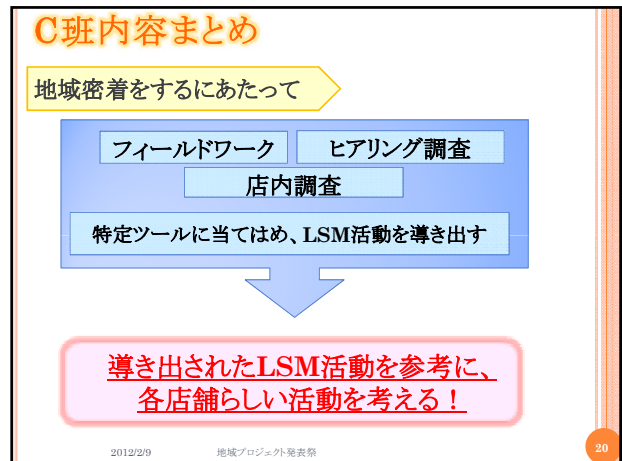 C班内容まとめ
地域密着をするにあたって
フィールドワーク
ヒアリング調査
店内調査
特定ツールに当てはめ、LSM活動を導き出す
導き出されたLSM活動を参考に、
各店舗らしい活動を考える！
2012/2/9
地域プロジェクト発表祭
20